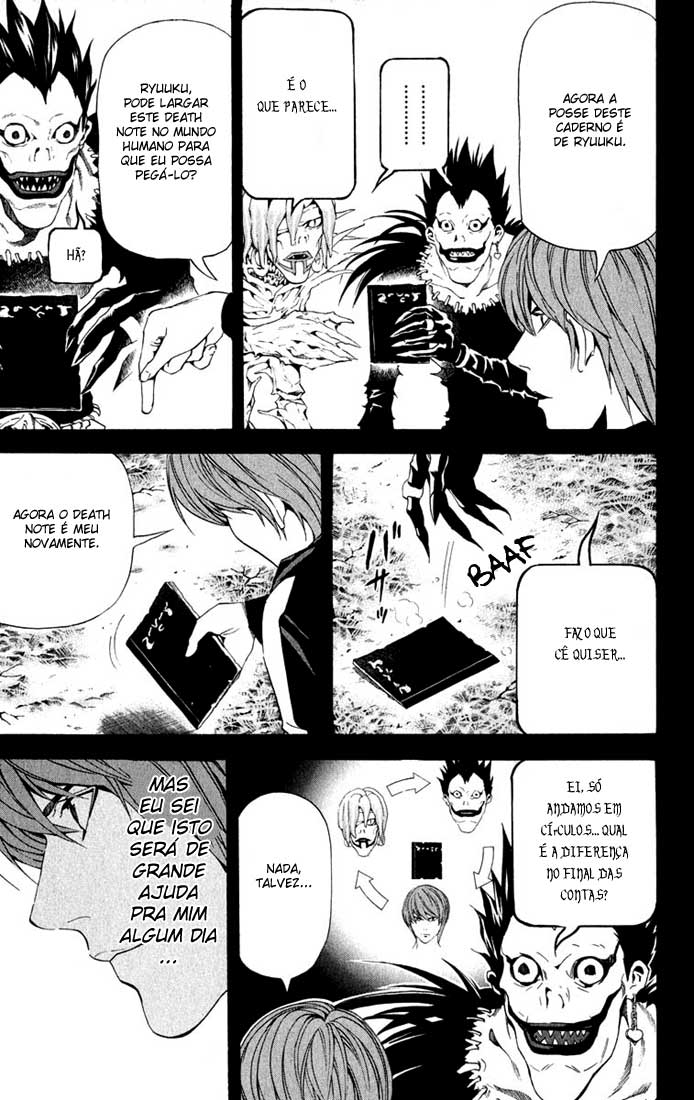 AGORA A
POSSE DESTE
CADERNO É
DE RYUUKU.
É O
QUE PARECE...
RYUUKU,
PODE LARGAR
ESTE DEATH
NOTE NO MUNDO
HUMANO PARA
QUE EU POSSA
PEGÁ-LO?
HÃ?
FAZ O QUE
CÊ QUISER...
BAAF
バサッ
AGORA O DEATH
NOTE É MEU
NOVAMENTE.
EI, SÓ
ANDAMOS EM
CÍrCULOS... QUAL
É A DIFERENÇA
NO FINAL DAS
CONTAS?
NADA,
TALVEZ...
MAS
EU SEI
QUE ISTO
SERÁ DE
GRANDE
AJUDA
PRA MIM
ALGUM DIA
...